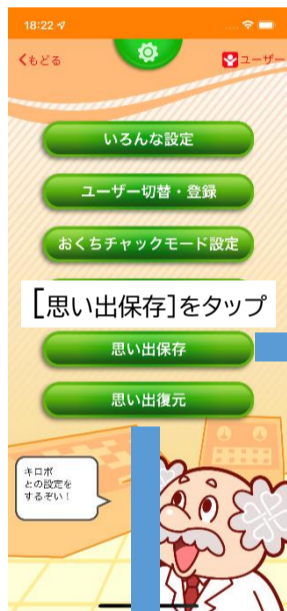 18:22
くもどる
ユーザー
いろんな設定
ユーザー切替・登録
おくちチャックモード設定
[思い出保存]をタップ
思い出保存
思い出復元
キロボ
との設定を
するぞい！